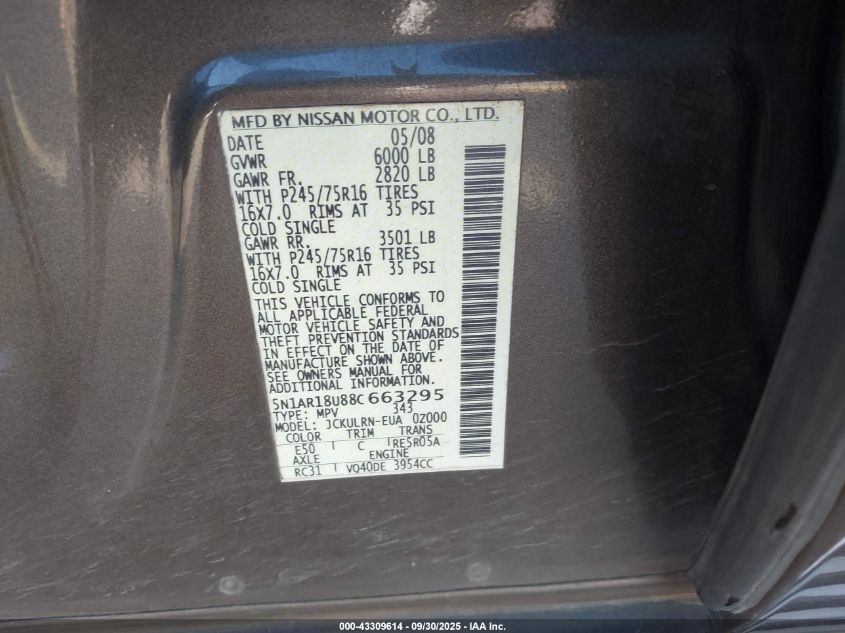 MFD BY NISSAN MOTOR CO., LTD.
DATE 05/08
GVWR 6000 LB
GAWR FR. 2820 LB
WITH P245/75R16 TIRES
16X7.0 RIMS AT 35 PSI
COLD SINGLE
GAWR RR. 3501 LB
WITH P245/75R16 TIRES
16X7.0 RIMS AT 35 PSI
COLD SINGLE
THIS VEHICLE CONFORMS TO
ALL APPLICABLE FEDERAL
MOTOR VEHICLE SAFETY AND
THEFT PREVENTION STANDARDS
IN EFFECT ON THE DATE OF
MANUFACTURE SHOWN ABOVE.
SEE OWNERS MANUAL FOR
ADDITIONAL INFORMATION.
5N1AR18U88C663295
TYPE: MPV 343
MODEL: JCKULRN-EUA 0Z000
COLOR TRIM TRANS
E50 C RE5R05A
AXLE ENGINE
RC31 VQ40DE 3954CC
000-43309614 - 09/30/2025 - IAA Inc.